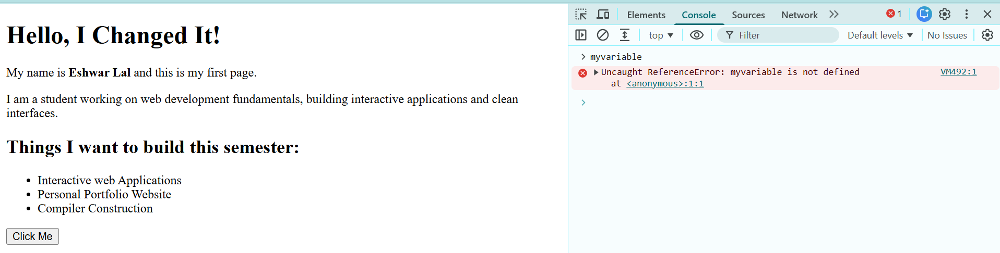 Hello, I Changed It!
My name is Eshwar Lal and this is my first page.
I am a student working on web development fundamentals, building interactive applications and clean
interfaces.
Things I want to build this semester:
Interactive web Applications
Personal Portfolio Website
Compiler Construction
Click Me
Elements Console Sources Network 1
top Filter Default levels No Issues
myvariable
Uncaught ReferenceError: myvariable is not defined VM492:1
at <anonymous>:1:1